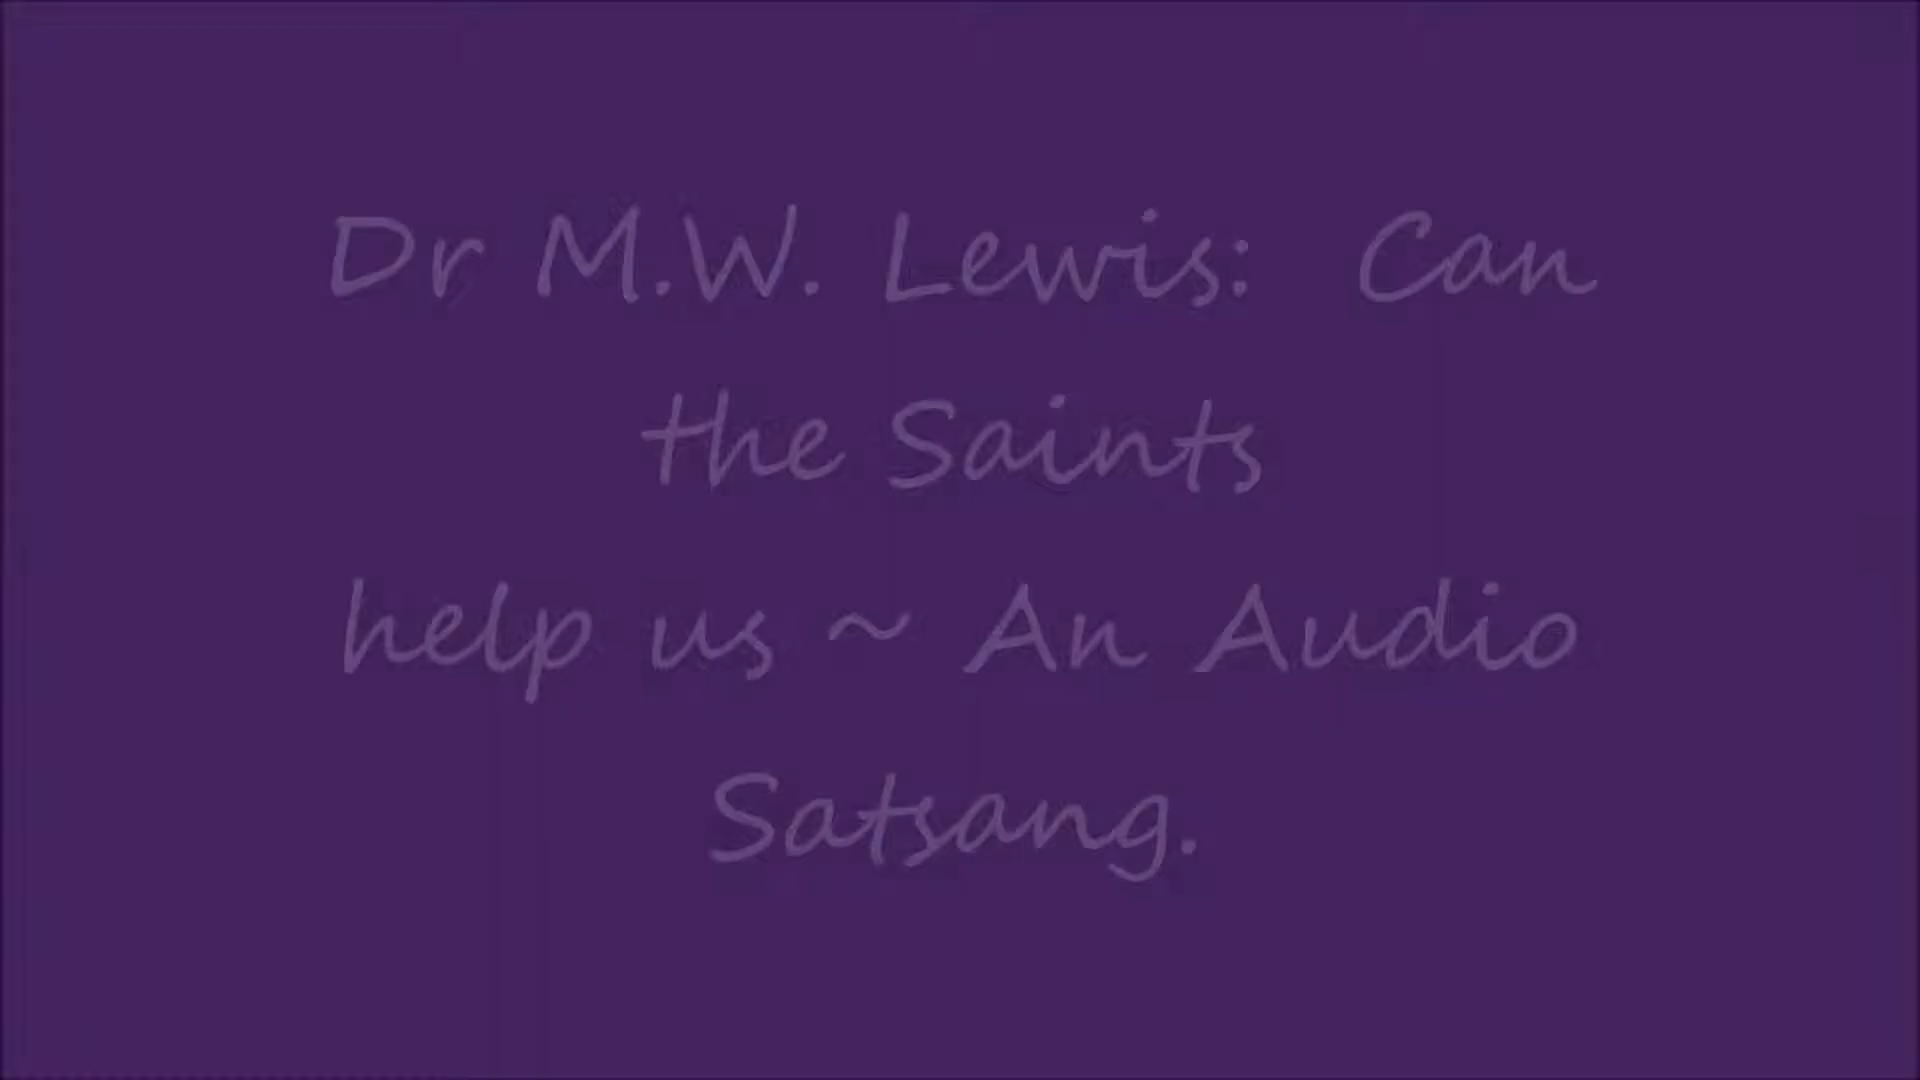 Dr M.W. Lewis: Can
the Saints
help us ~ An Audio
Satsang.